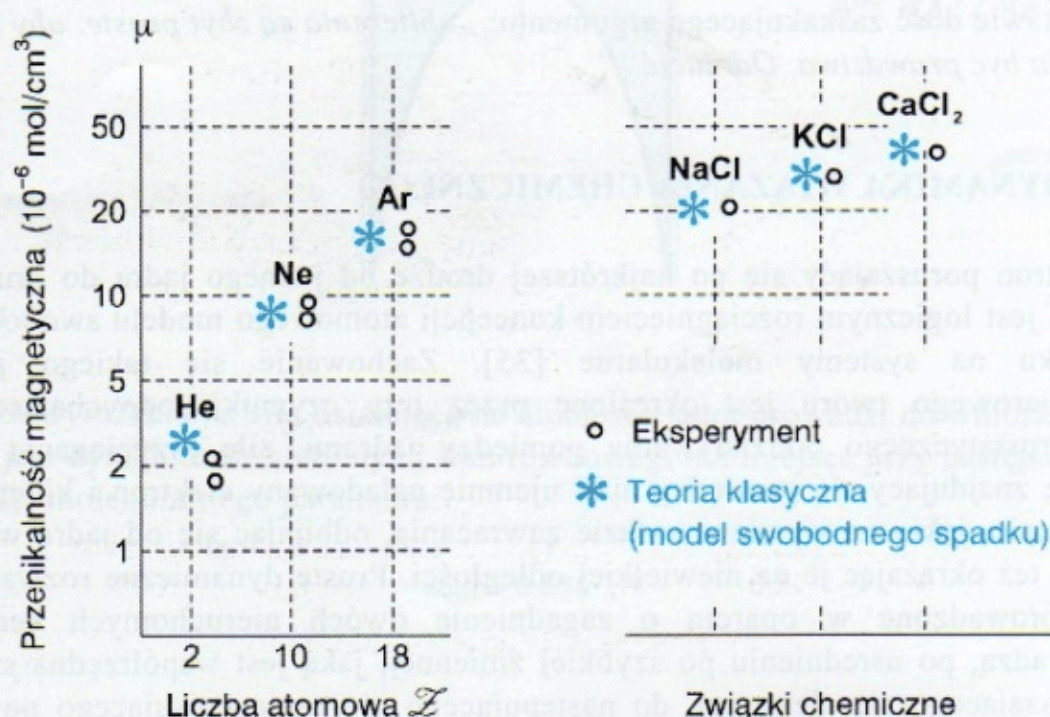 μ
Przenikalność magnetyczna (10⁻⁶ mol/cm³)
50
20
10
5
2
1
He
Ne
Ar
2 10 18
Liczba atomowa Z
NaCl
KCl
CaCl₂
Eksperyment
Teoria klasyczna
(model swobodnego spadku)
Związki chemiczne